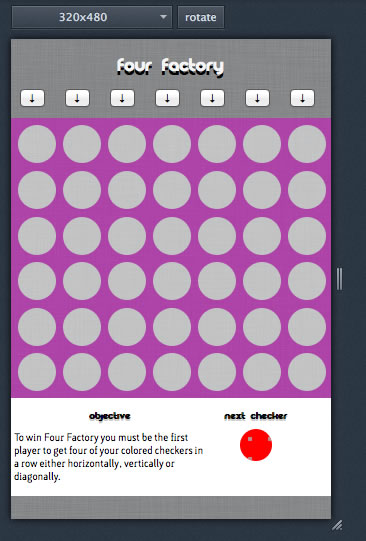 320x480
rotate
four factory
↓ ↓ ↓ ↓ ↓ ↓ ↓
objective
next checker
To win Four Factory you must be the first
player to get four of your colored checkers in
a row either horizontally, vertically or
diagonally.